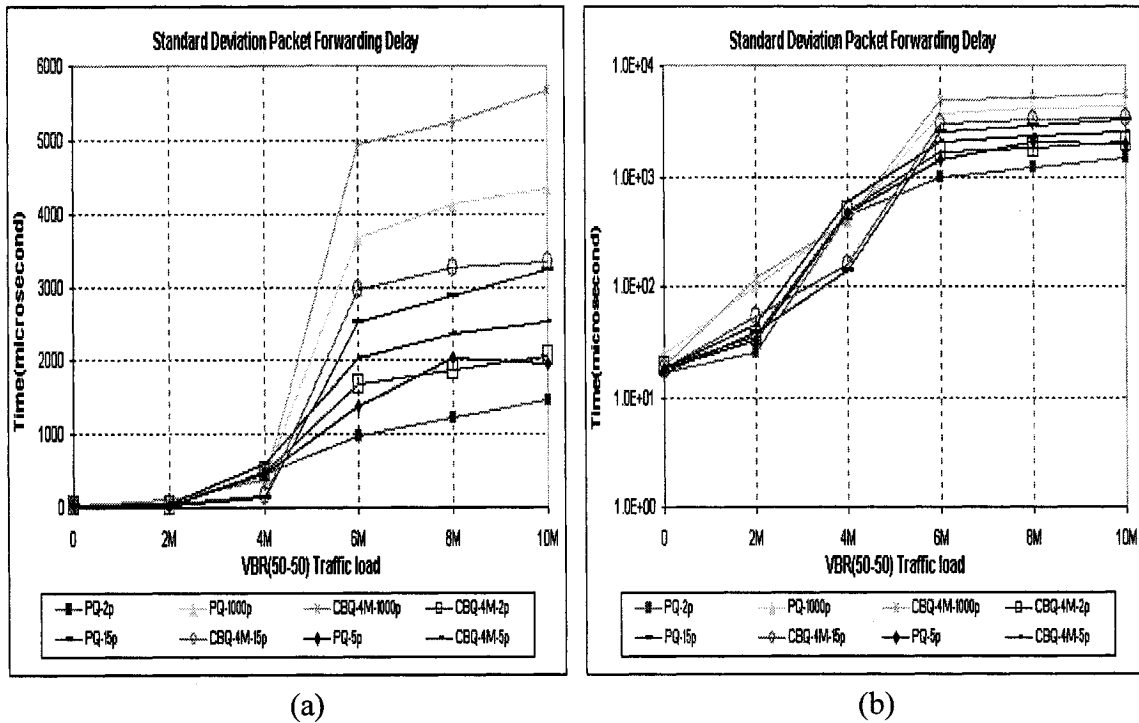 Standard Deviation Packet Forwarding Delay
6000
5000
4000
3000
2000
1000
0
Time(microsecond)
0 2M 4M 6M 8M 10M
VBR(50-50) Traffic load
PQ-2p PQ-1000p CBQ-4M-1000p CBQ-4M-2p
PQ-15p CBQ-4M-15p PQ-5p CBQ-4M-5p
(a)
Standard Deviation Packet Forwarding Delay
1.0E+04
1.0E+03
1.0E+02
1.0E+01
1.0E+00
Time(microsecond)
0 2M 4M 6M 8M 10M
VBR(50-50) Traffic load
PQ-2p PQ-1000p CBQ-4M-1000p CBQ-4M-2p
PQ-15p CBQ-4M-15p PQ-5p CBQ-4M-5p
(b)